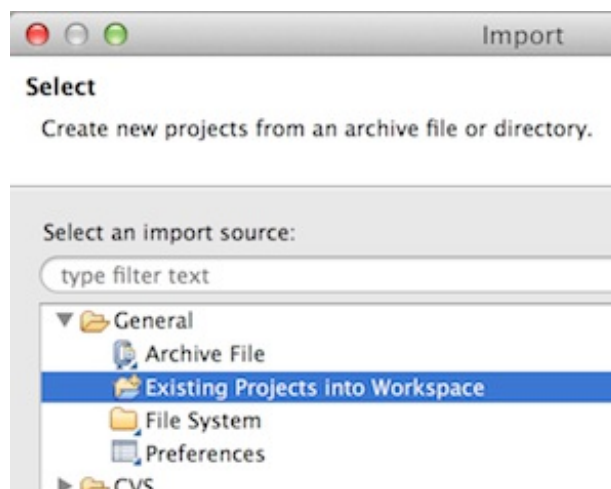 Import
Select
Create new projects from an archive file or directory.
Select an import source:
type filter text
General
Archive File
Existing Projects into Workspace
File System
Preferences
CVS